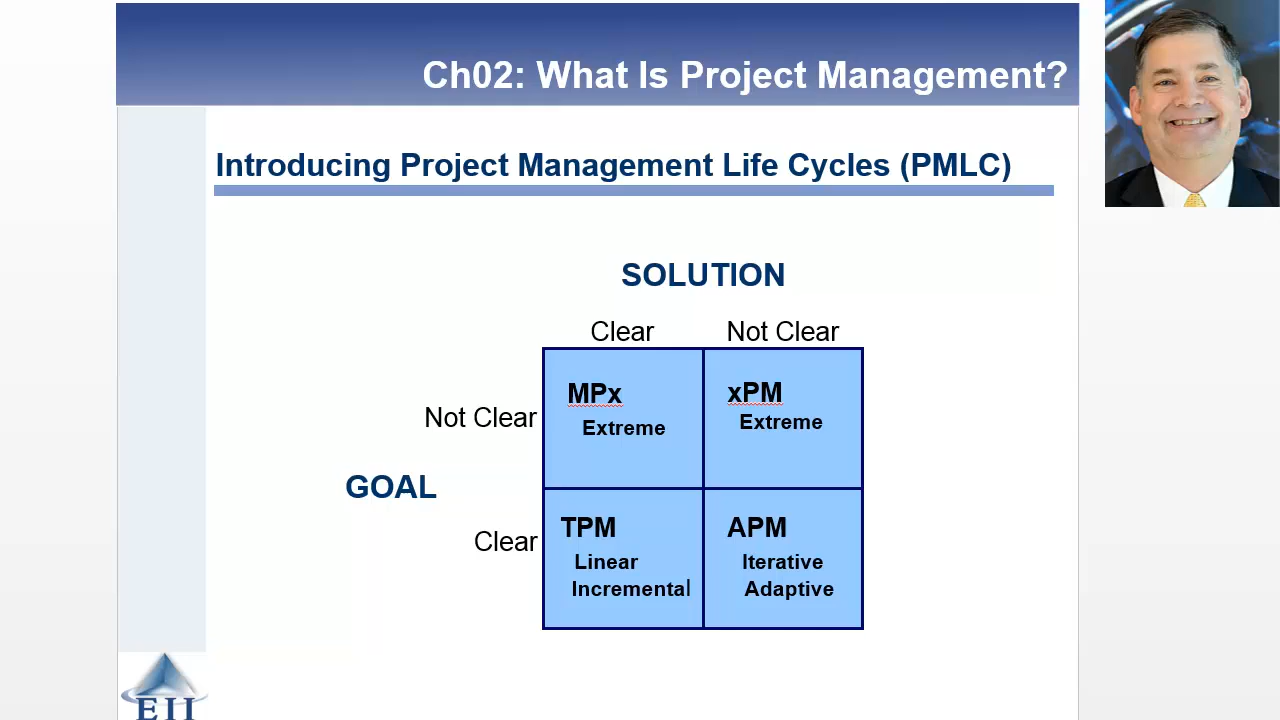 Ch02: What Is Project Management?
Introducing Project Management Life Cycles (PMLC)
SOLUTION
Clear Not Clear
MPx xPM
Not Clear Extreme Extreme
GOAL
TPM APM
Clear Linear Iterative
Incremental Adaptive
EII